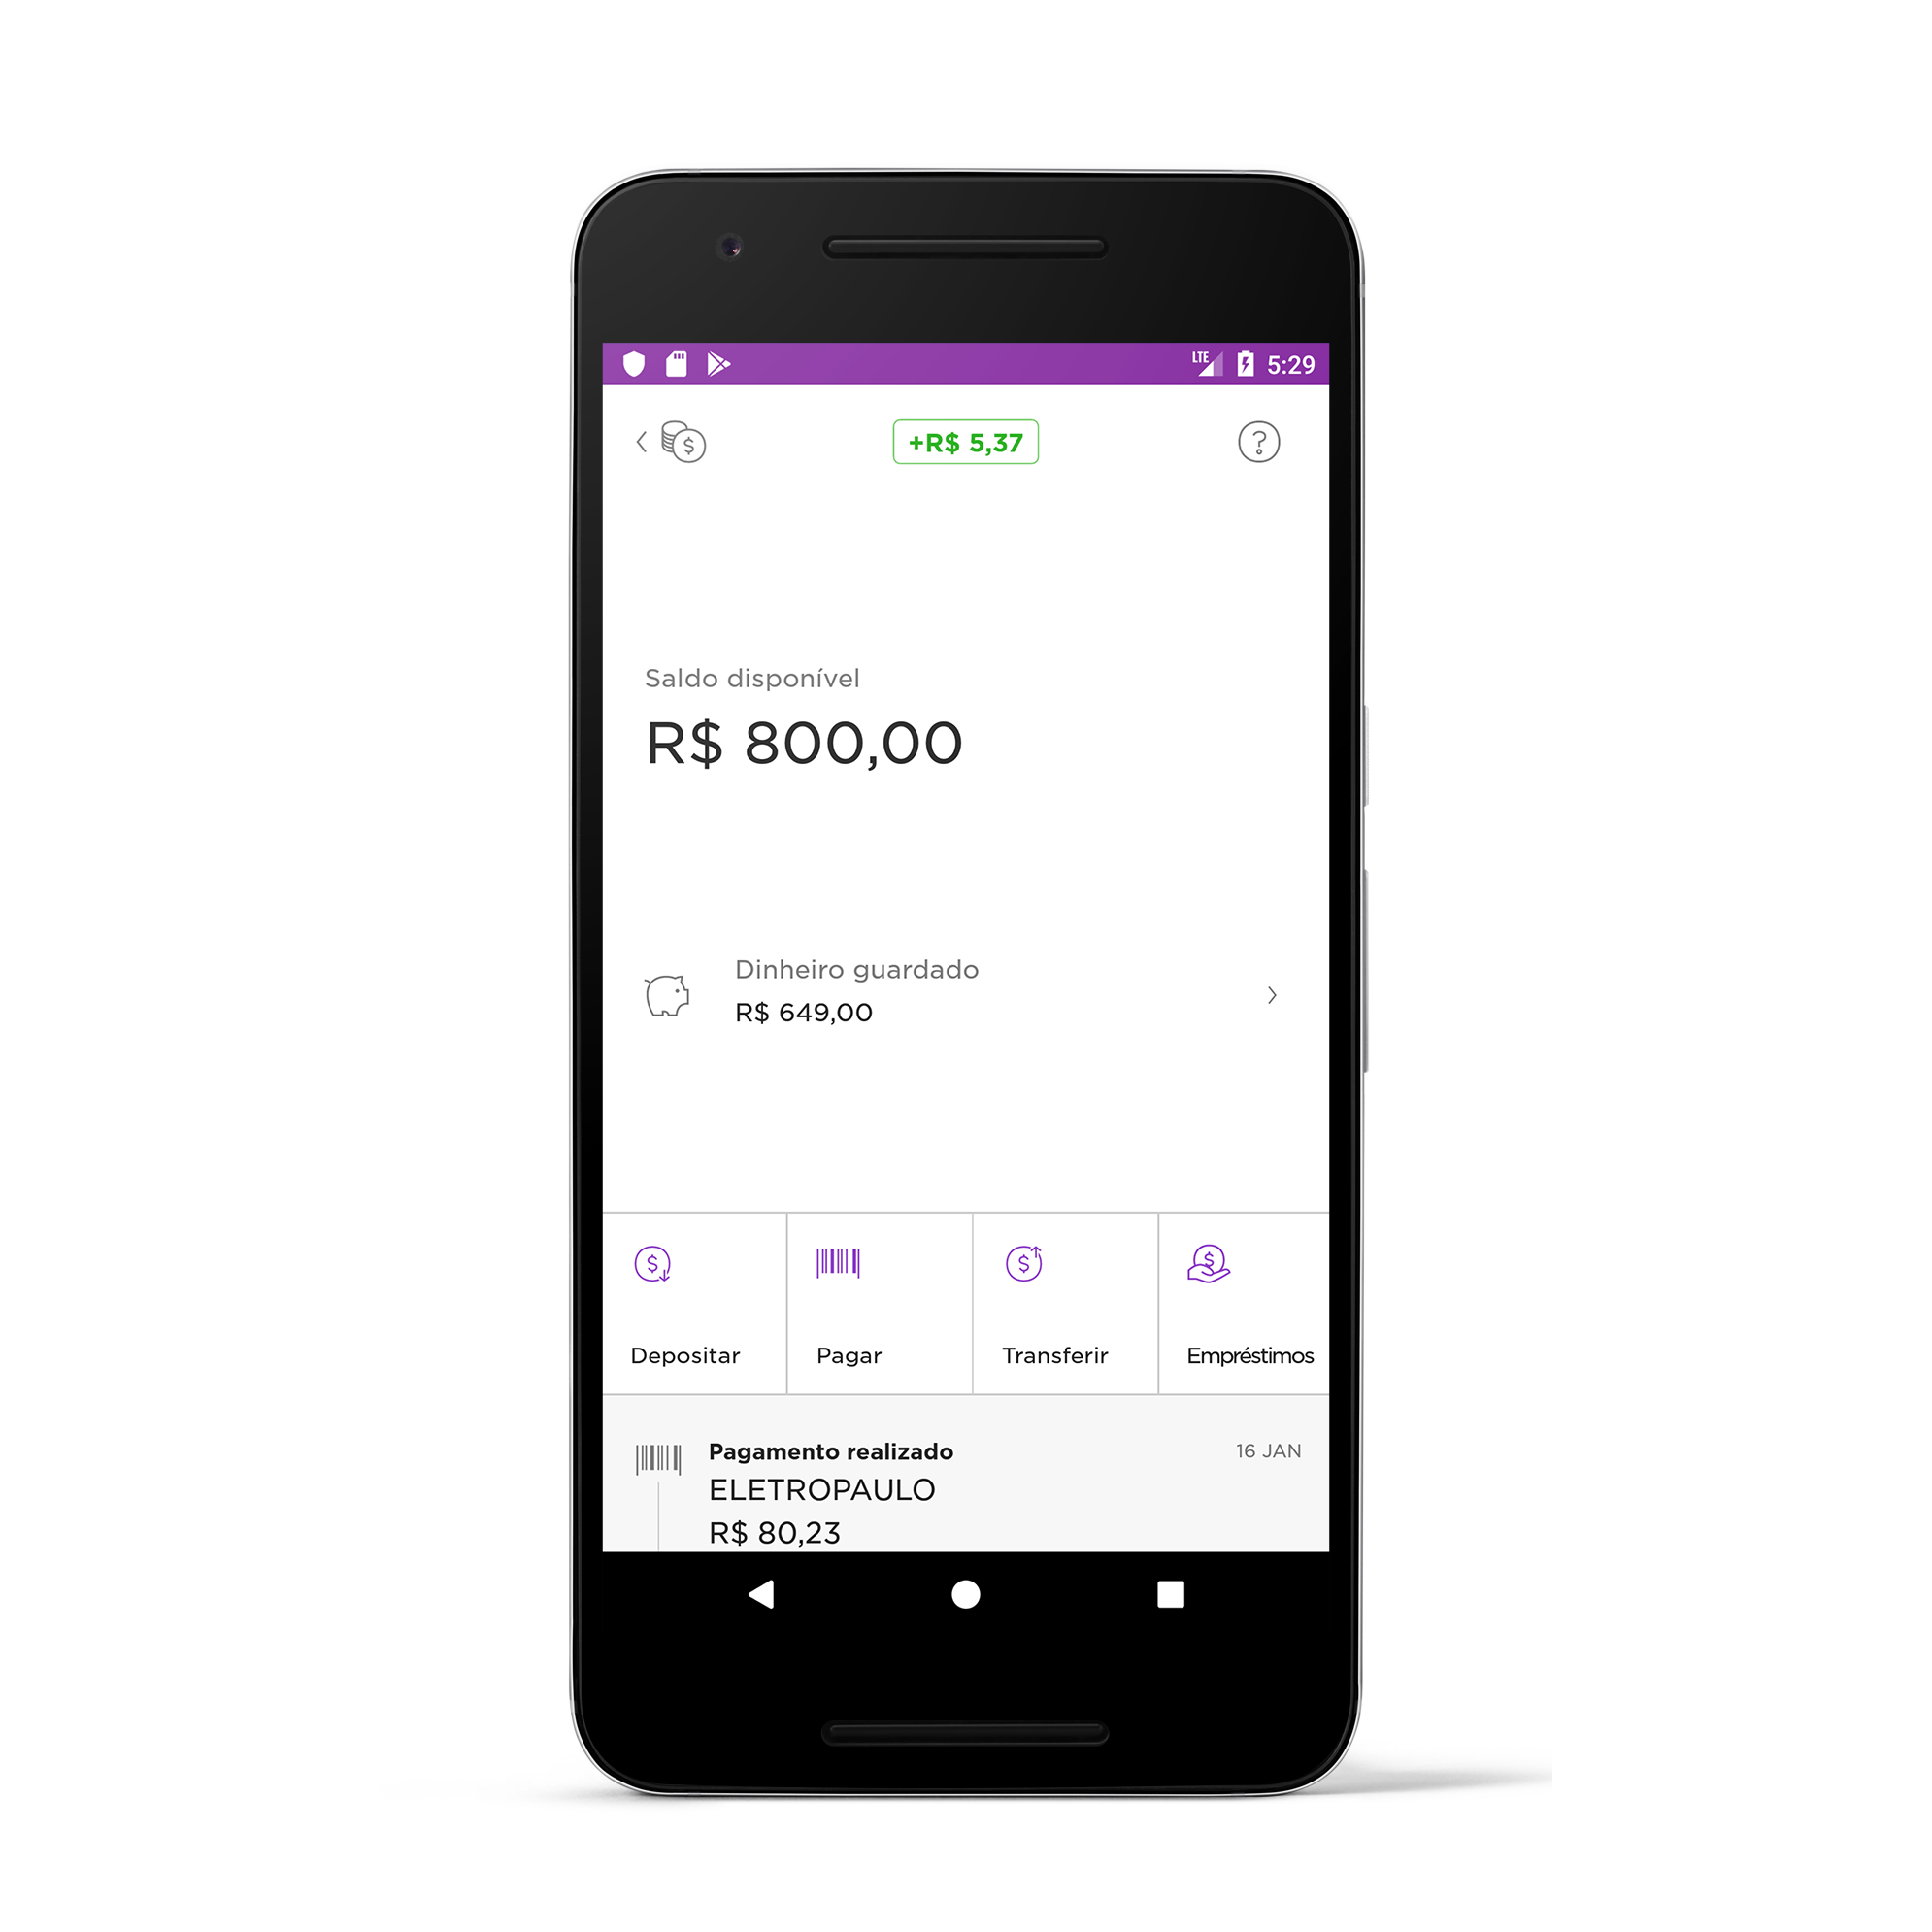 LTE 5:29
+R$ 5,37
Saldo disponível
R$ 800,00
Dinheiro guardado
R$ 649,00
Depositar
Pagar
Transferir
Empréstimos
Pagamento realizado
16 JAN
ELETROPAULO
R$ 80,23